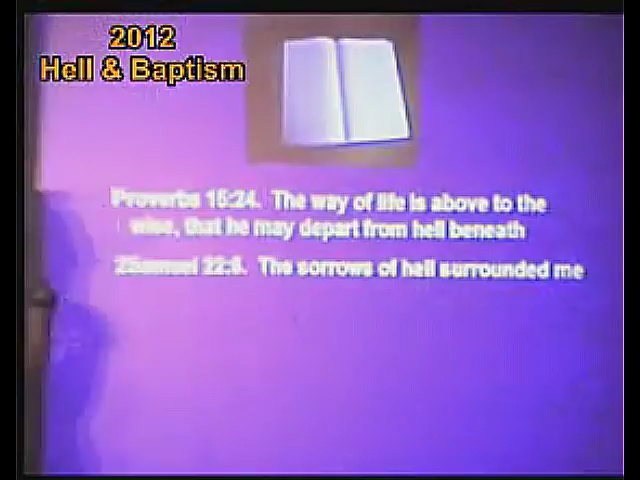 2012
Hell & Baptism
Proverbs 15:24. The way of life is above to the
wise, that he may depart from hell beneath
2Samuel 22:6. The sorrows of hell surrounded me